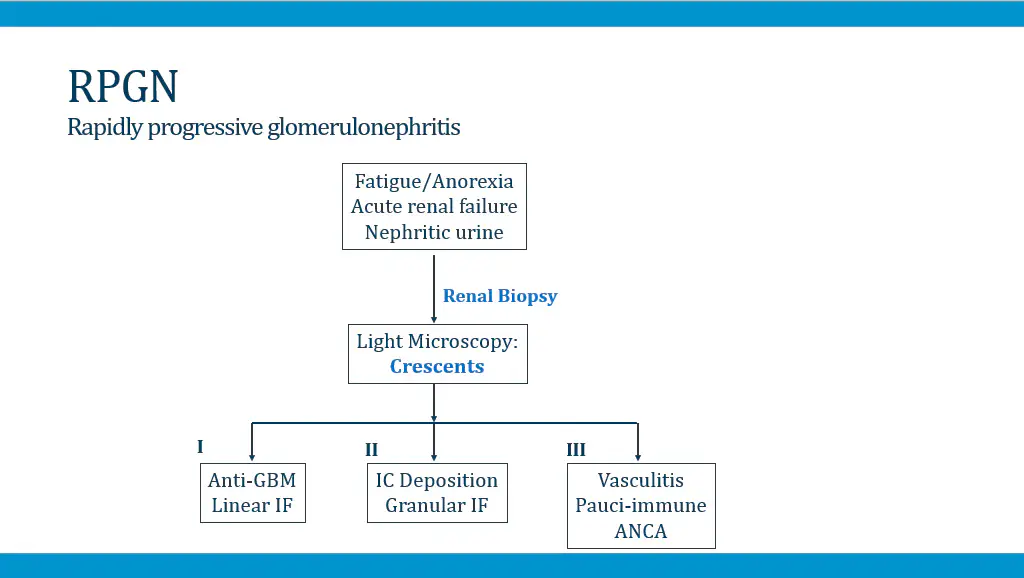 RPGN
Rapidly progressive glomerulonephritis
Fatigue/Anorexia
Acute renal failure
Nephritic urine
Renal Biopsy
Light Microscopy:
Crescents
I
II
III
Anti-GBM
Linear IF
IC Deposition
Granular IF
Vasculitis
Pauci-immune
ANCA